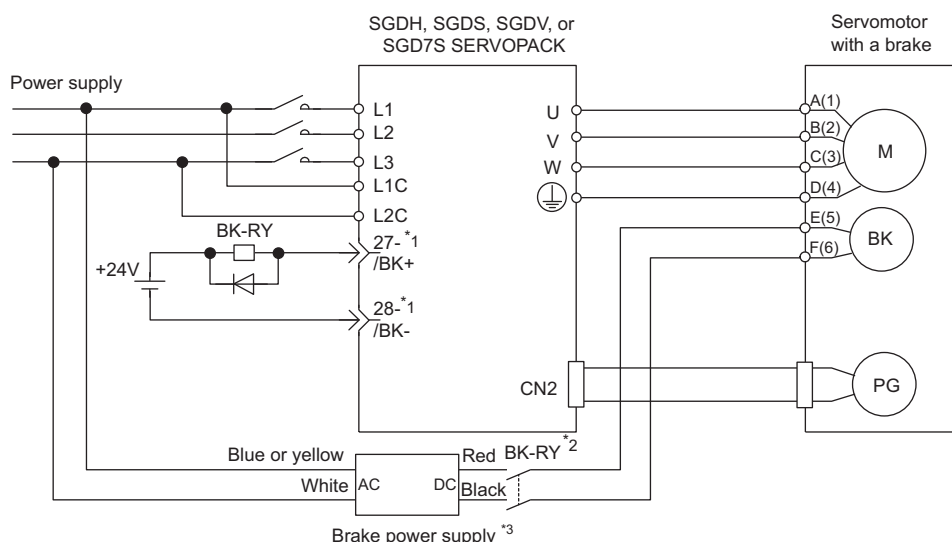 SGDH, SGDS, SGDV, or
SGD7S SERVOPACK
Servomotor
with a brake
Power supply
L1
L2
L3
L1C
L2C
U
V
W
A(1)
B(2)
C(3)
D(4)
M
BK-RY
27-*1
/BK+
+24V
28-*1
/BK-
E(5)
F(6)
BK
CN2
PG
Blue or yellow
White
AC
DC
Red
Black
BK-RY *2
Brake power supply *3